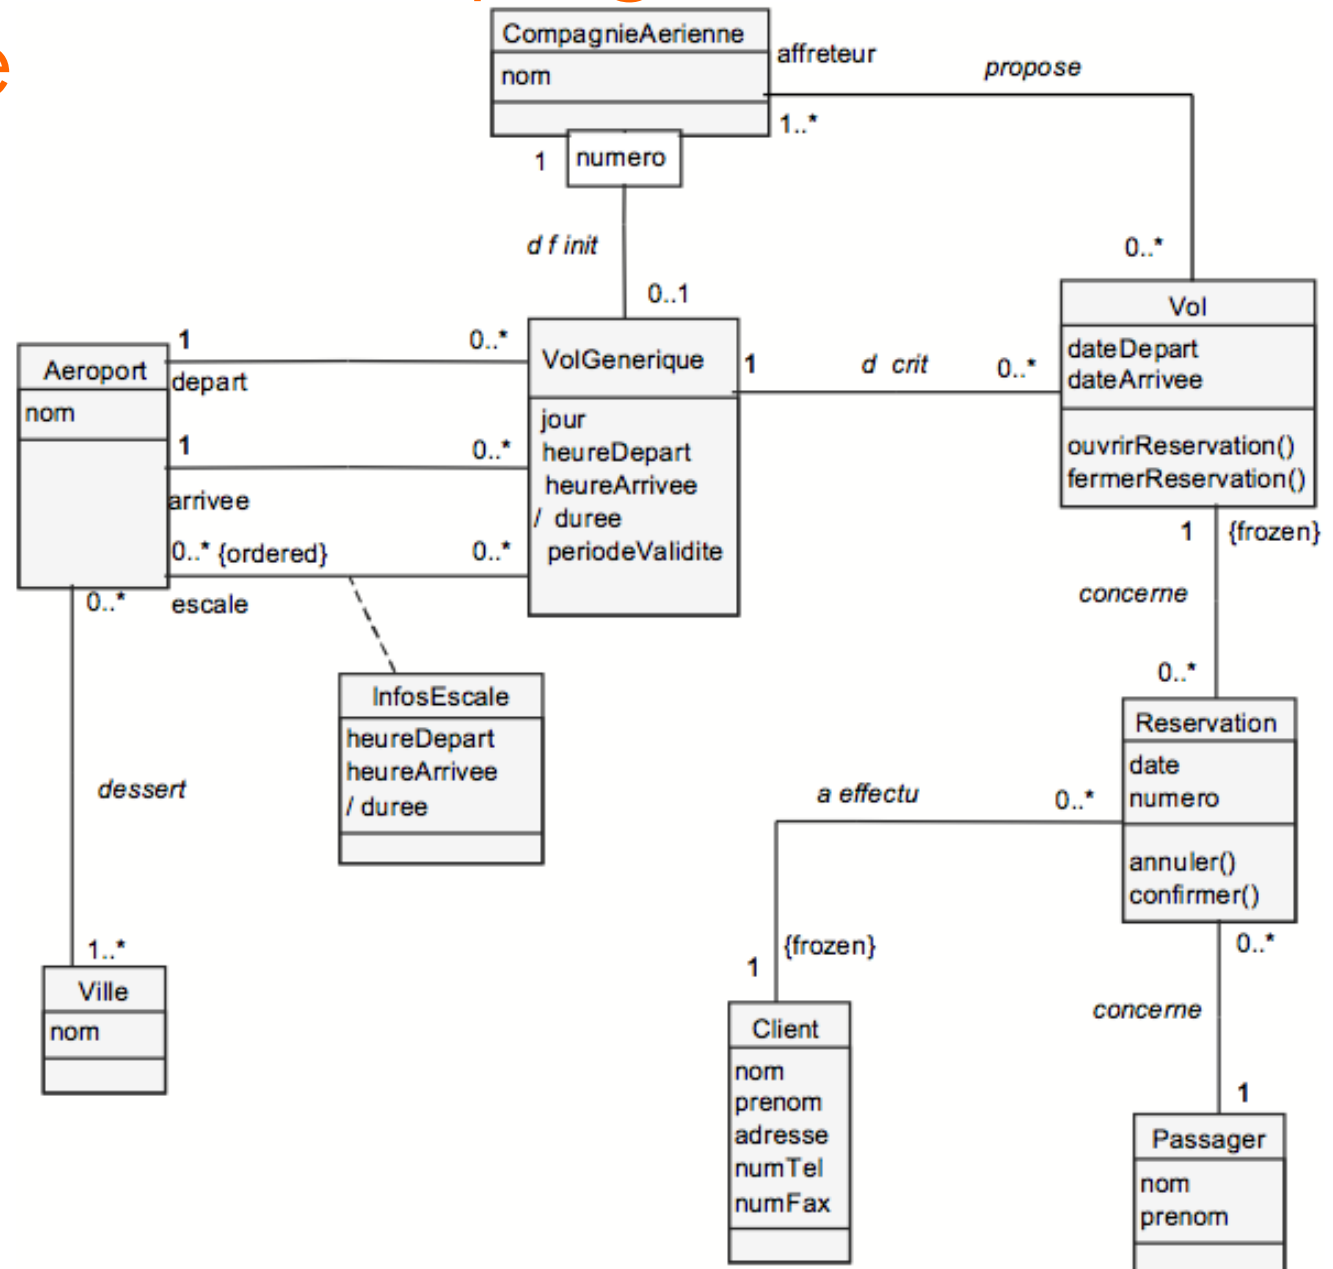 e
CompagnieAerienne
nom
affreteur
propose
1..*
1
numero
d f init
0..1
0..*
Vol
dateDepart
dateArrivee
ouvrirReservation()
fermerReservation()
VolGenerique
jour
heureDepart
heureArrivee
/ duree
periodeValidite
1
d crit
0..*
Aeroport
nom
1
depart
0..*
1
arrivee
0..*
0..* {ordered}
escale
0..*
InfosEscale
heureDepart
heureArrivee
/ duree
0..*
dessert
1..*
Ville
nom
1
{frozen}
concerne
0..*
Reservation
date
numero
annuler()
confirmer()
a effectu
0..*
{frozen}
1
Client
nom
prenom
adresse
numTel
numFax
0..*
concerne
1
Passager
nom
prenom